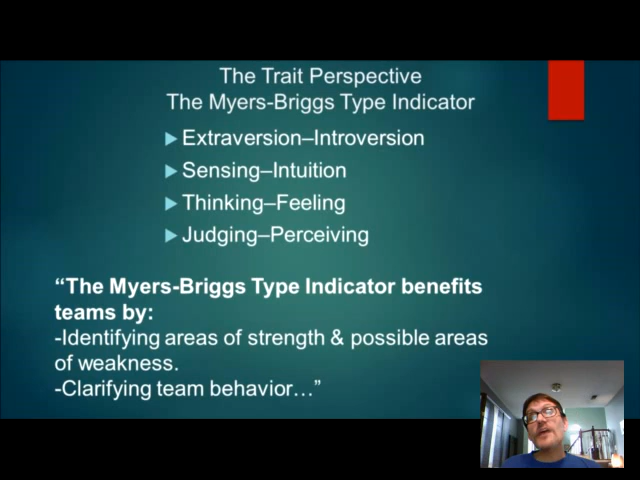 The Trait Perspective
The Myers-Briggs Type Indicator
Extraversion–Introversion
Sensing–Intuition
Thinking–Feeling
Judging–Perceiving
“The Myers-Briggs Type Indicator benefits
teams by:
-Identifying areas of strength & possible areas
of weakness.
-Clarifying team behavior…”